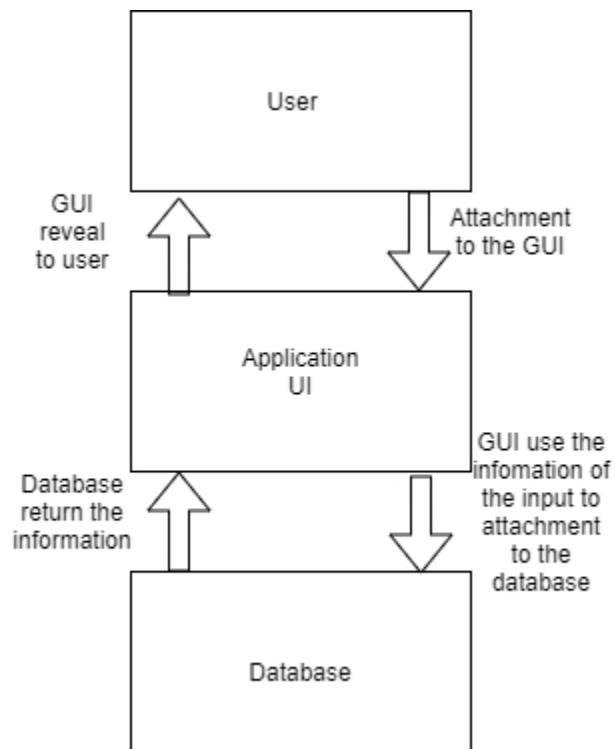 User
GUI
reveal
to user
Attachment
to the GUI
Application
UI
Database
return the
information
GUI use the
infomation of
the input to
attachment
to the
database
Database